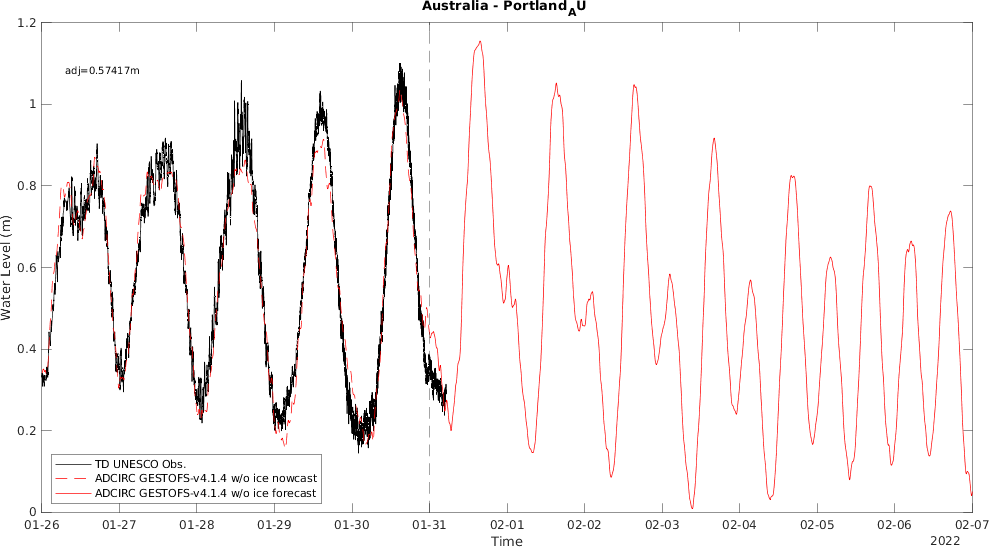 Australia - Portland_AU
1.2
adj=0.57417m
1
0.8
0.6
0.4
0.2
0
Water Level (m)
TD UNESCO Obs.
ADCIRC GESTOFS-v4.1.4 w/o ice nowcast
ADCIRC GESTOFS-v4.1.4 w/o ice forecast
01-26 01-27 01-28 01-29 01-30 01-31 02-01 02-02 02-03 02-04 02-05 02-06 02-07
Time
2022